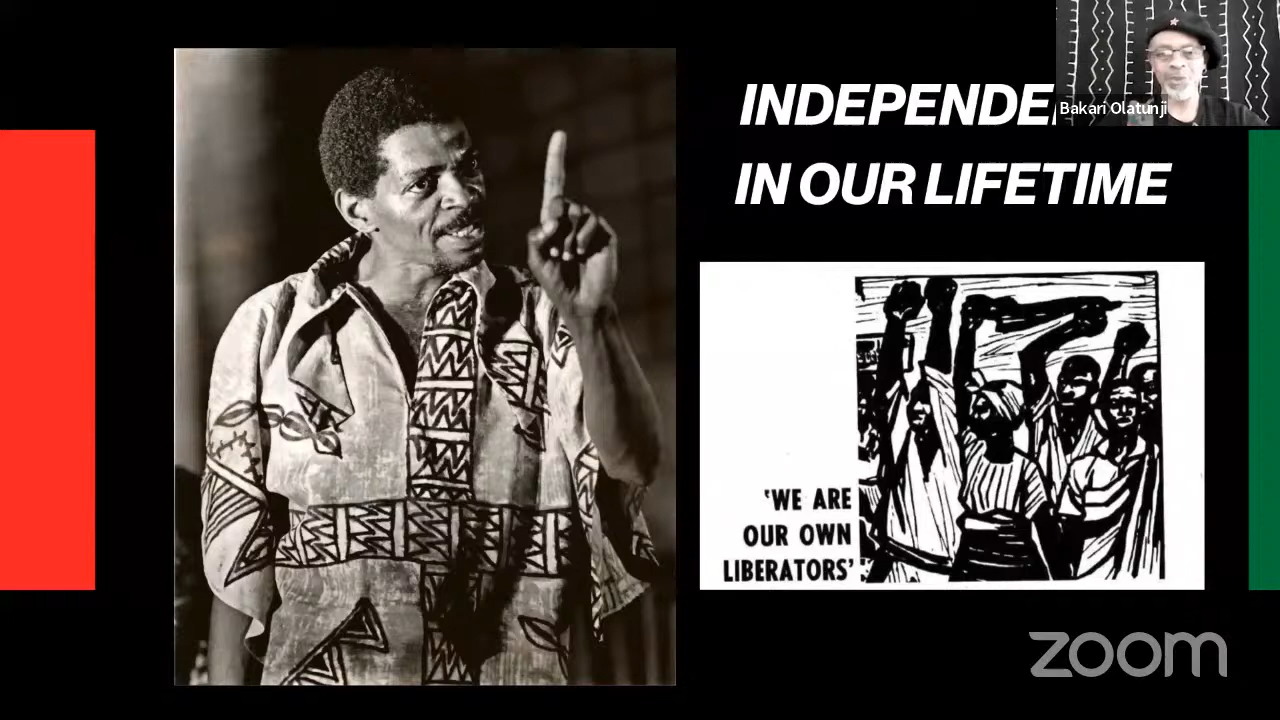 INDEPENDE
IN OUR LIFETIME
Bakari Olatunji
'WE ARE
OUR OWN
LIBERATORS'
zoom